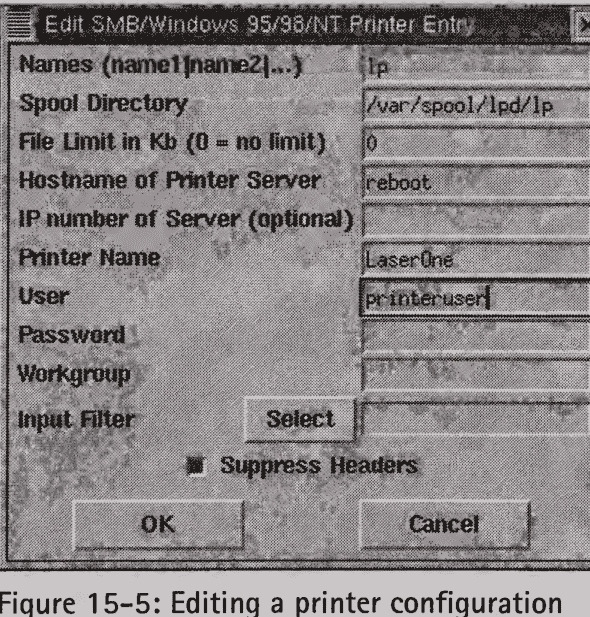 Edit SMB/Windows 95/98/NT Printer Entry
Names (name1|name2|...) lp
Spool Directory /var/spool/lpd/lp
File Limit in Kb (0 = no limit) 0
Hostname of Printer Server reboot
IP number of Server (optional)
Printer Name LaserOne
User printeruser
Password
Workgroup
Input Filter Select
Suppress Headers
OK Cancel
Figure 15-5: Editing a printer configuration